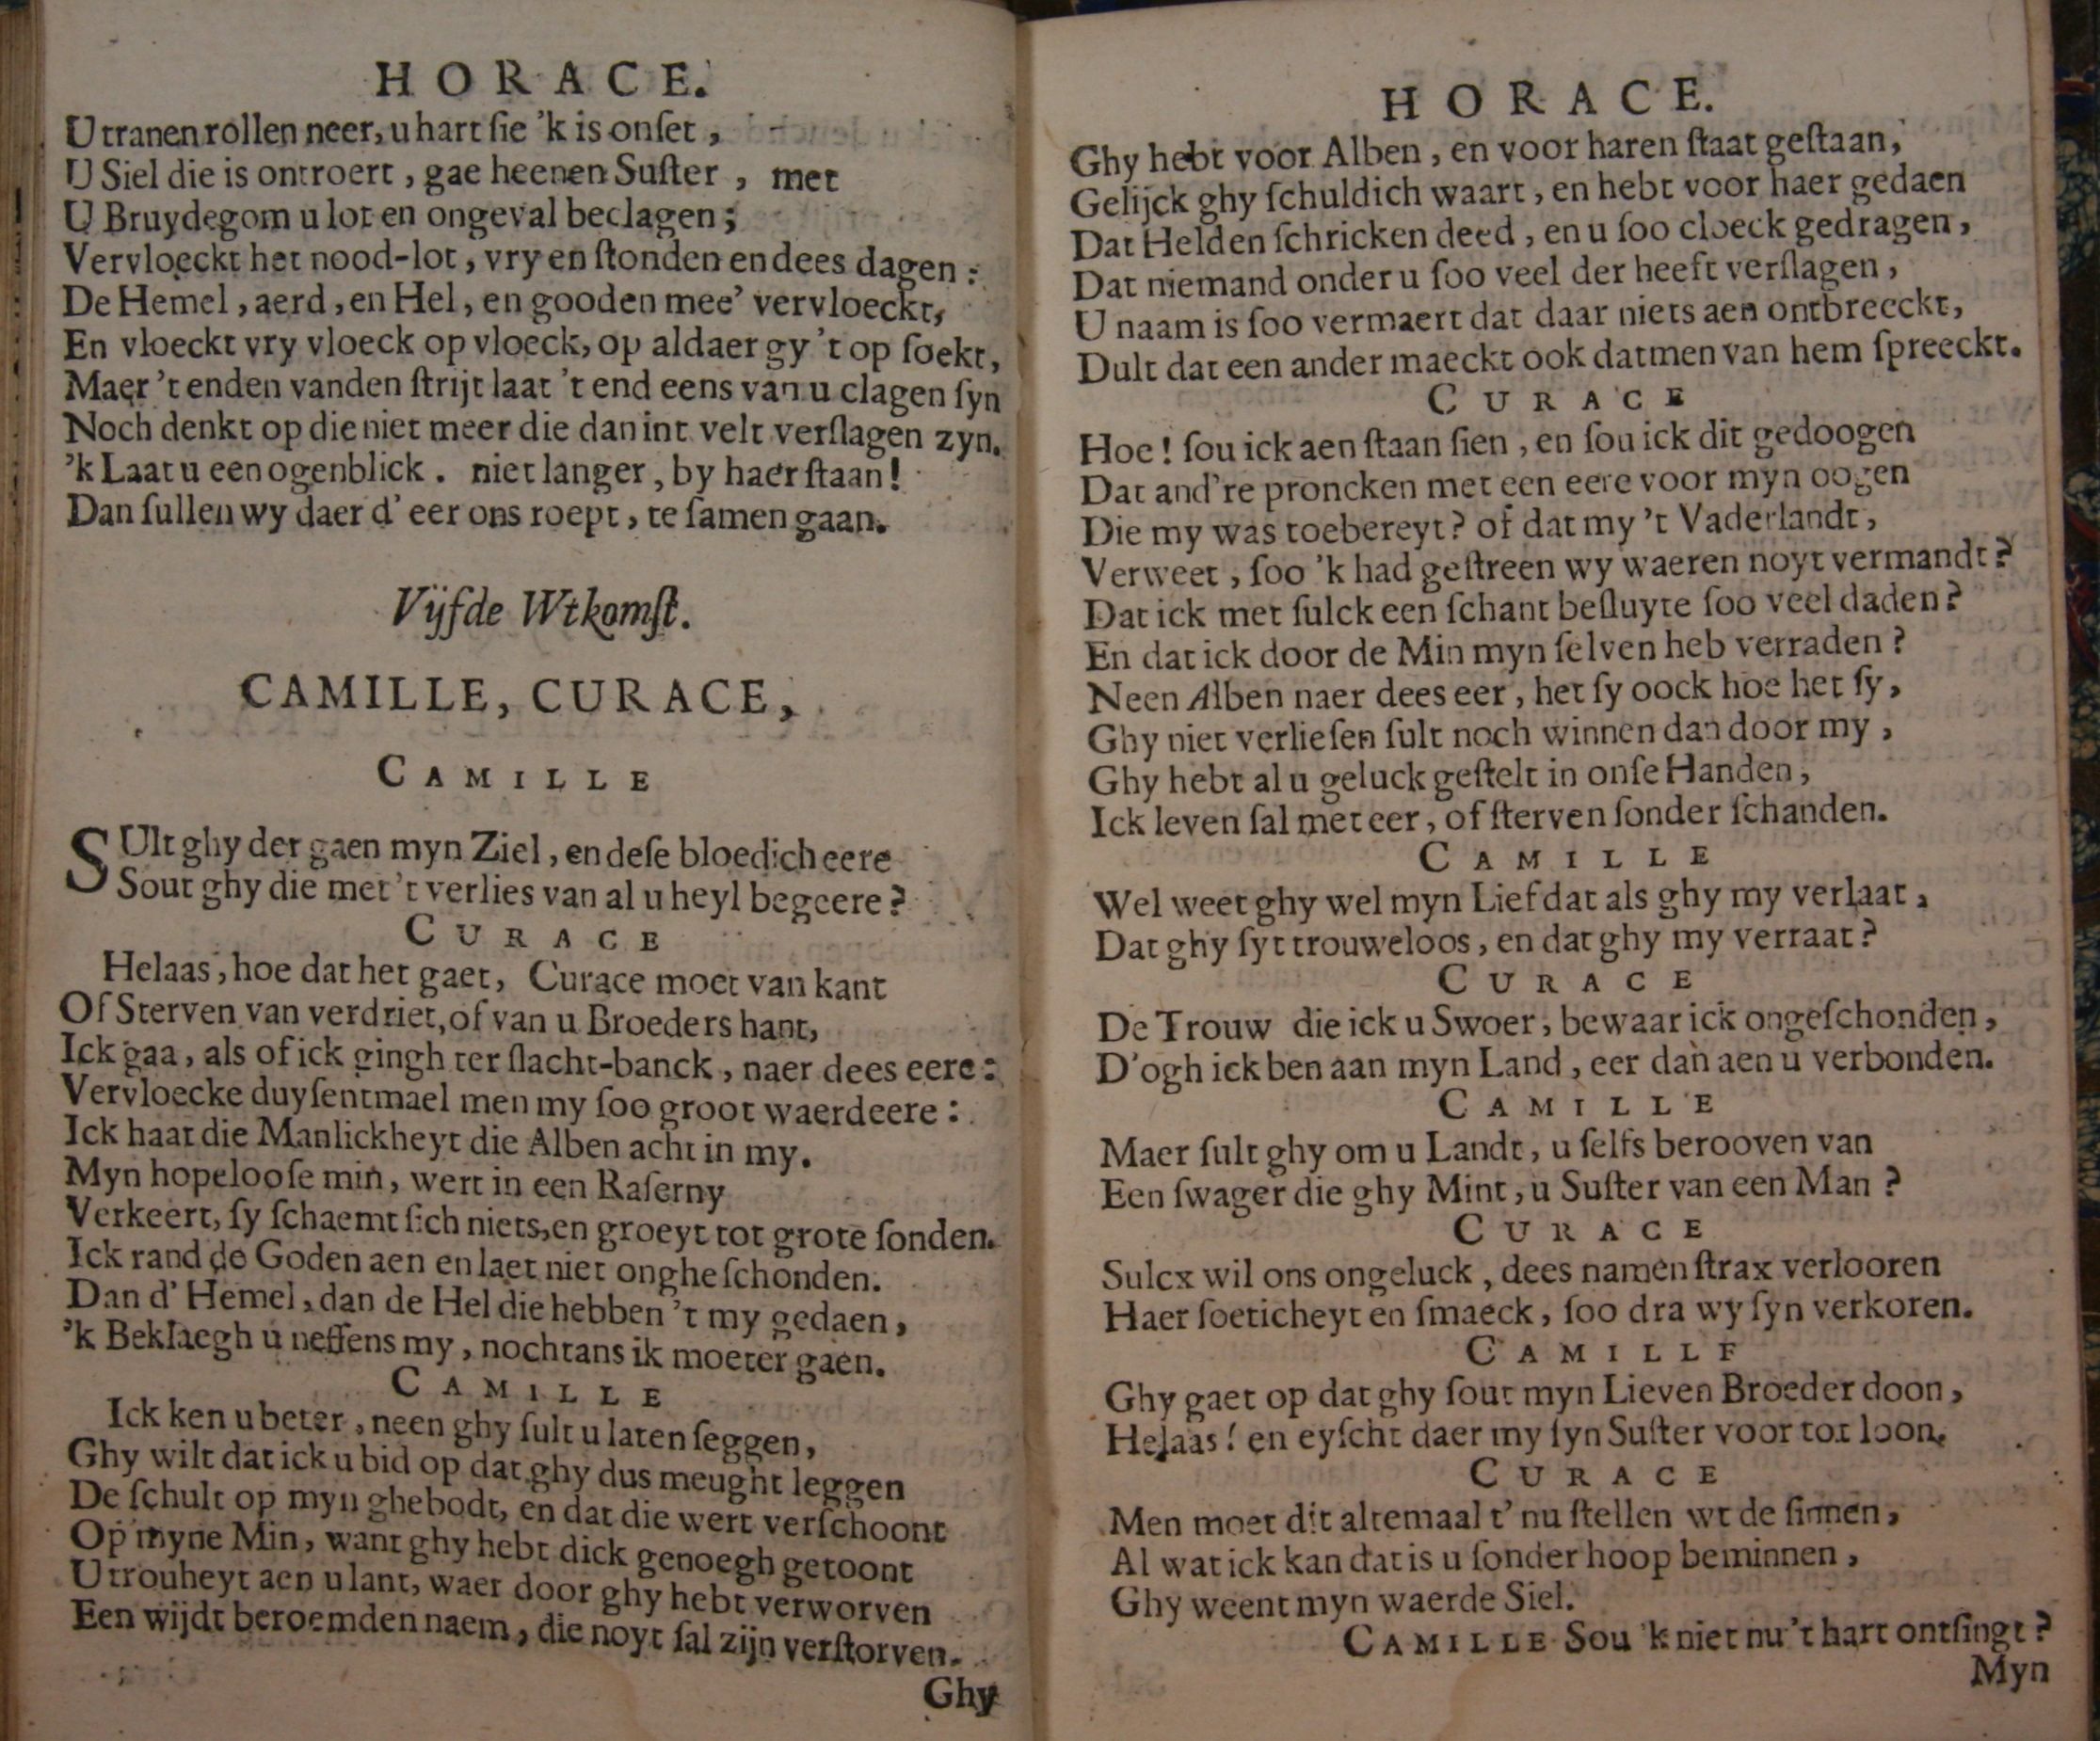 HORACE.
U tranen rollen neer, u hart ſie 'k is onſet,
U Siel die is ontroert, gae heenen Suſter, met
U Bruydegom u lot en ongeval beclagen;
Vervloeckt het nood-lot, vry en ſtonden en dees dagen:
De Hemel, aerd, en Hel, en gooden mee' vervloeckt,
En vloeckt vry vloeck op vloeck, op aldaer gy 't op ſoekt,
Maer 't enden vanden ſtrijt laat 't end eens van u clagen ſyn
Noch denkt op die niet meer die dan int velt verſlagen zyn.
'k Laat u een ogenblick. niet langer, by haer ſtaan!
Dan ſullen wy daer d' eer ons roept, te ſamen gaan.
Vijfde Wtkomſt.
CAMILLE, CURACE,
CAMILLE
SUlt ghy der gaen myn Ziel, en deſe bloedich eere
Sout ghy die met 't verlies van al u heyl begeere?
CURACE
Helaas, hoe dat het gaet, Curace moet van kant
Of Sterven van verdriet, of van u Broeders hant,
Ick gaa, als of ick gingh ter ſlacht-banck, naer dees eere:
Vervloecke duyſentmael men my ſoo groot waerdeere:
Ick haat die Manlickheyt die Alben acht in my.
Myn hopelooſe min, wert in een Raſerny
Verkeert, ſy ſchaemt ſich niets, en groeyt tot grote ſonden.
Ick rand de Goden aen en laet niet ongheſchonden.
Dan d' Hemel, dan de Hel die hebben 't my gedaen,
'k Beklaegh u neffens my, nochtans ik moeter gaen.
CAMILLE
Ick ken u beter, neen ghy ſult u laten ſeggen,
Ghy wilt dat ick u bid op dat ghy dus meught leggen
De ſchult op myn ghebodt, en dat die wert verſchoont
Op myne Min, want ghy hebt dick genoegh getoont
U trouheyt aen u lant, waer door ghy hebt verworven
Een wijdt beroemden naem, die noyt ſal zijn verſtorven.
Ghy
HORACE.
Ghy hebt voor Alben, en voor haren ſtaat geſtaan,
Gelijck ghy ſchuldich waart, en hebt voor haer gedaen
Dat Helden ſchricken deed, en u ſoo cloeck gedragen,
Dat niemand onder u ſoo veel der heeft verſlagen,
U naam is ſoo vermaert dat daar niets aen ontbreeckt,
Dult dat een ander maeckt ook datmen van hem ſpreeckt.
CURACE
Hoe! ſou ick aen ſtaan ſien, en ſou ick dit gedoogen
Dat and're proncken met een eere voor myn oogen
Die my was toebereyt? of dat my 't Vaderlandt,
Verweet, ſoo 'k had geſtreen wy waeren noyt vermandt?
Dat ick met ſulck een ſchant beſluyte ſoo veel daden?
En dat ick door de Min myn ſelven heb verraden?
Neen Alben naer dees eer, het ſy oock hoe het ſy,
Ghy niet verlieſen ſult noch winnen dan door my,
Ghy hebt al u geluck geſtelt in onſe Handen,
Ick leven ſal met eer, of ſterven ſonder ſchanden.
CAMILLE
Wel weet ghy wel myn Lief dat als ghy my verlaat,
Dat ghy ſyt trouweloos, en dat ghy my verraat?
CURACE
De Trouw die ick u Swoer, bewaar ick ongeſchonden,
D'ogh ick ben aan myn Land, eer dan aen u verbonden.
CAMILLE
Maer ſult ghy om u Landt, u ſelfs berooven van
Een ſwager die ghy Mint, u Suſter van een Man?
CURACE
Sulcx wil ons ongeluck, dees namen ſtrax verlooren
Haer ſoeticheyt en ſmaeck, ſoo dra wy ſyn verkoren.
CAMILLE
Ghy gaet op dat ghy ſout myn Lieven Broeder doon,
Helaas! en eyſcht daer my ſyn Suſter voor tot loon.
CURACE
Men moet dit altemaal t' nu ſtellen wt de ſinnen,
Al wat ick kan dat is u ſonder hoop beminnen,
Ghy weent myn waerde Siel.
CAMILLE Sou 'k niet nu 't hart ontſingt?
Myn